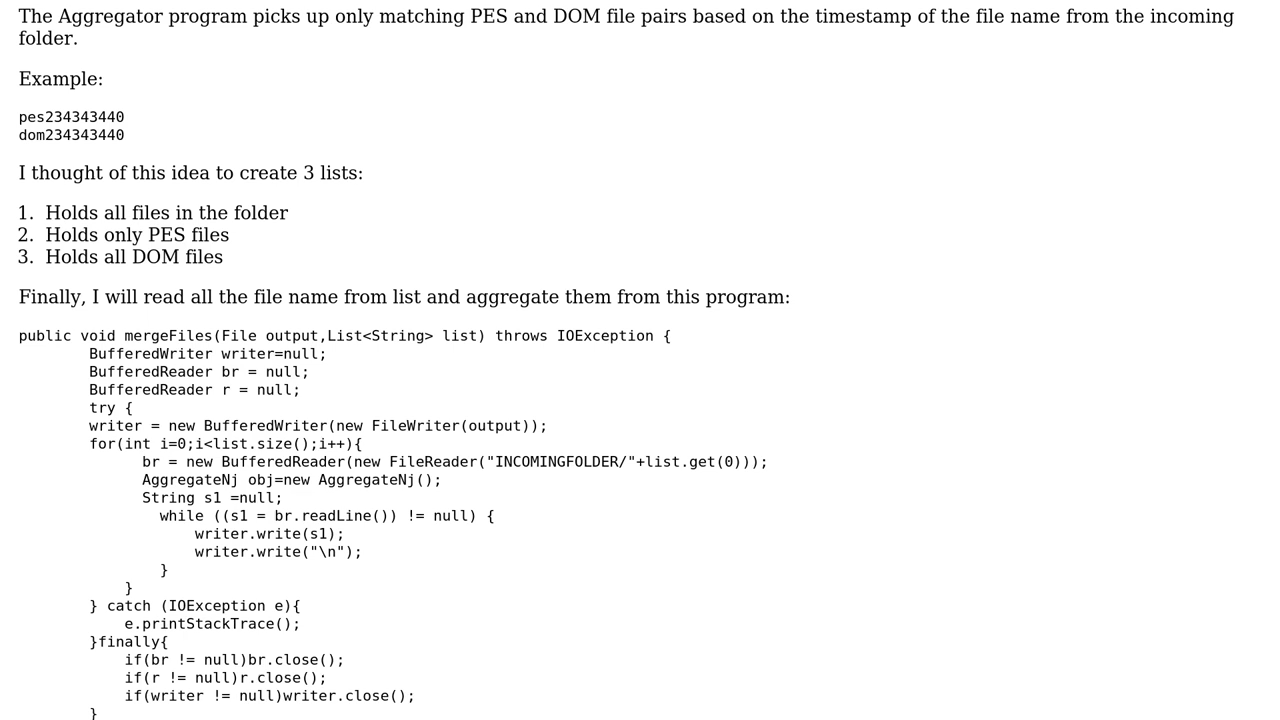 The Aggregator program picks up only matching PES and DOM file pairs based on the timestamp of the file name from the incoming
folder.
Example:
pes234343440
dom234343440
I thought of this idea to create 3 lists:
1. Holds all files in the folder
2. Holds only PES files
3. Holds all DOM files
Finally, I will read all the file name from list and aggregate them from this program:
public void mergeFiles(File output,List<String> list) throws IOException {
        BufferedWriter writer=null;
        BufferedReader br = null;
        BufferedReader r = null;
        try {
        writer = new BufferedWriter(new FileWriter(output));
        for(int i=0;i<list.size();i++){
              br = new BufferedReader(new FileReader("INCOMINGFOLDER/"+list.get(0)));
              AggregateNj obj=new AggregateNj();
              String s1 =null;
                while ((s1 = br.readLine()) != null) {
                    writer.write(s1);
                    writer.write("\n");
                }
            }
        } catch (IOException e){
            e.printStackTrace();
        }finally{
            if(br != null)br.close();
            if(r != null)r.close();
            if(writer != null)writer.close();
        }